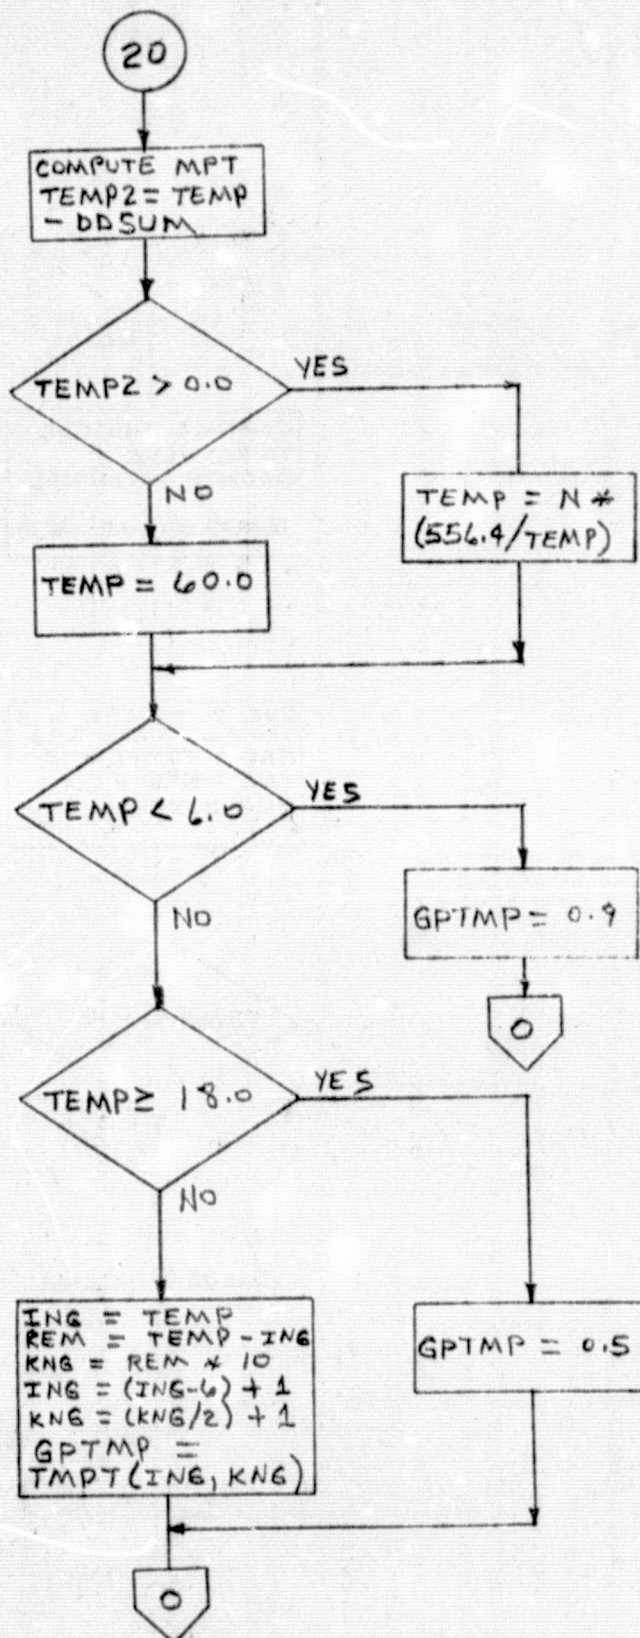 20
COMPUTE MPT
TEMP2 = TEMP
- DDSUM
TEMP2 > 0.0
YES
NO
TEMP = N *
(556.4/TEMP)
TEMP = 60.0
TEMP < 6.0
YES
NO
GPTMP = 0.9
O
TEMP ≥ 18.0
YES
NO
ING = TEMP
REM = TEMP - ING
KNG = REM * 10
ING = (ING-6) + 1
KNG = (KNG/2) + 1
GPTMP =
TMPT(ING, KNG)
GPTMP = 0.5
O